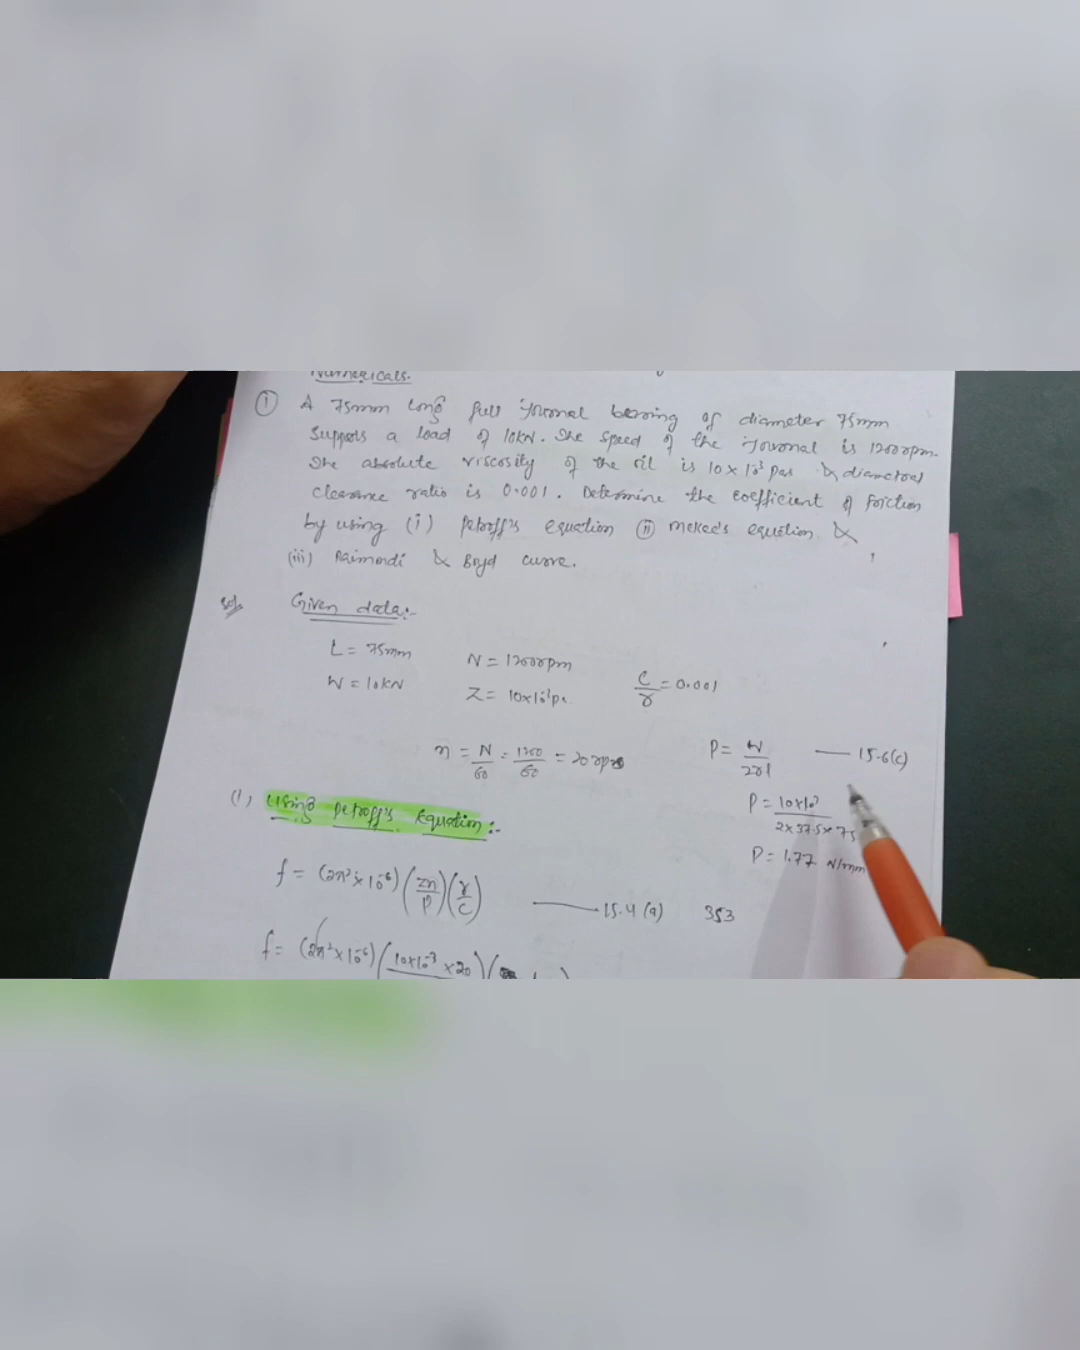 Numericals.
① A 75mm long full journal bearing of diameter 75mm
supports a load of 10kN. The speed of the journal is 1200rpm.
The absolute viscosity of the oil is 10 × 10⁻³ pas & diametral
clearance ratio is 0.001. Determine the coefficient of friction
by using (i) petroff's equation (ii) mckee's equation &
(iii) Raimondi & Boyd curve.
Sol. Given data:-
L = 75mm N = 1200rpm
W = 10kN Z = 10×10⁻³pa. c/r = 0.001
n = N/60 = 1200/60 = 20 rps P = W/2rl —— 15.6(c)
(i) Using petroff's Equation:- P = 10×10³/2×37.5×75
P = 1.77 N/mm
f = (2π²×10⁻⁶)(Zn/P)(r/c) —— 15.4(a) 353
f = (2π²×10⁻⁶)(10×10⁻³×20